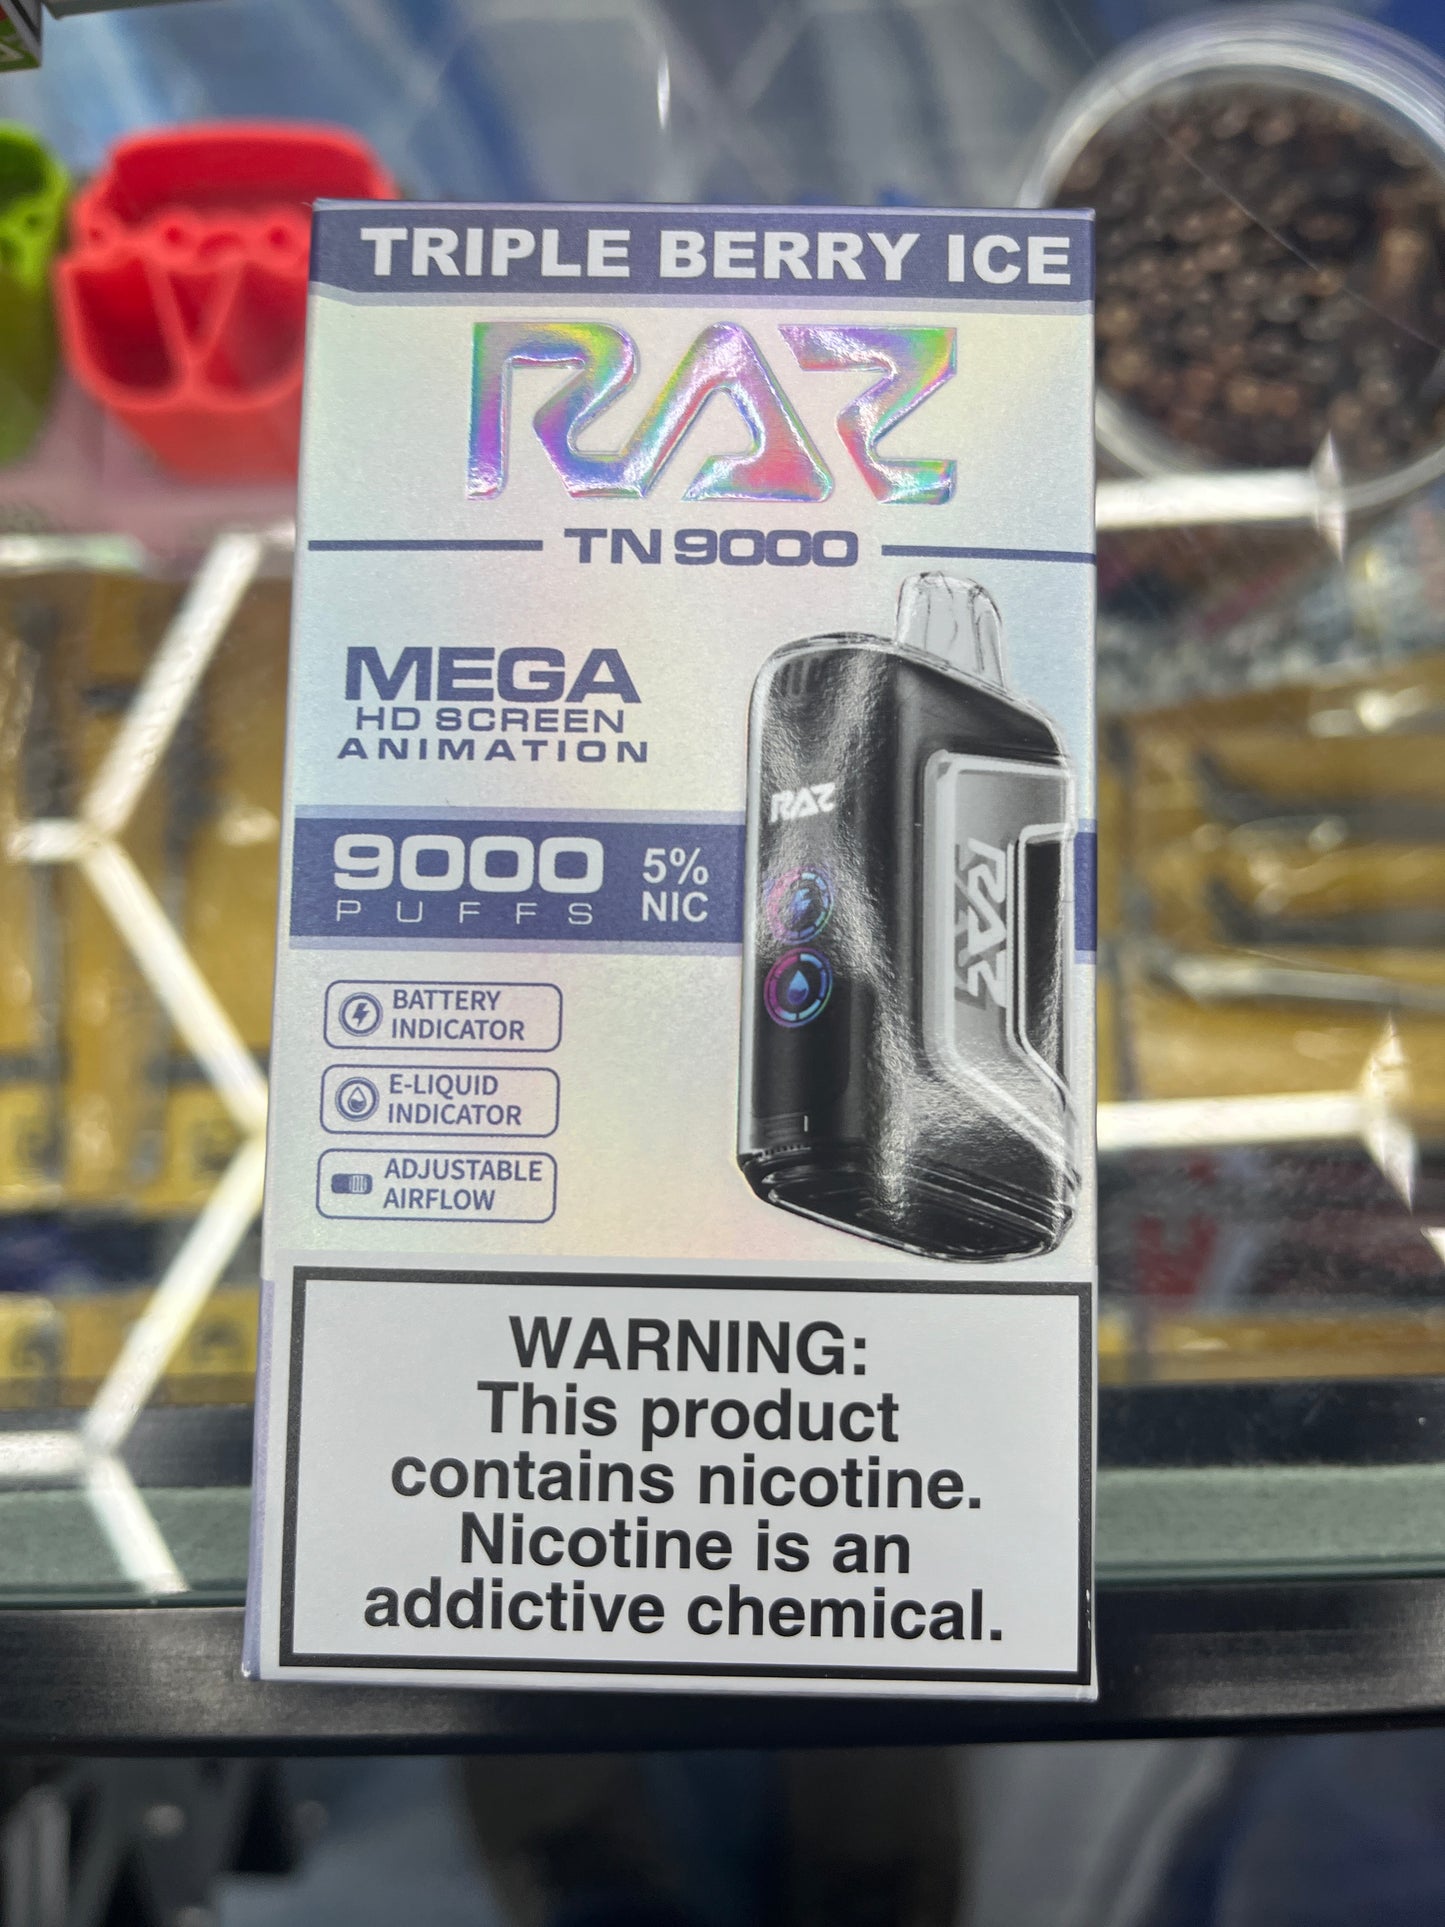 TRIPLE BERRY ICE
RAZ
TN 9000
MEGA
HD SCREEN
ANIMATION
9000
PUFFS
5%
NIC
RAZ
RAZ
BATTERY
INDICATOR
E-LIQUID
INDICATOR
ADJUSTABLE
AIRFLOW
WARNING:
This product
contains nicotine.
Nicotine is an
addictive chemical.